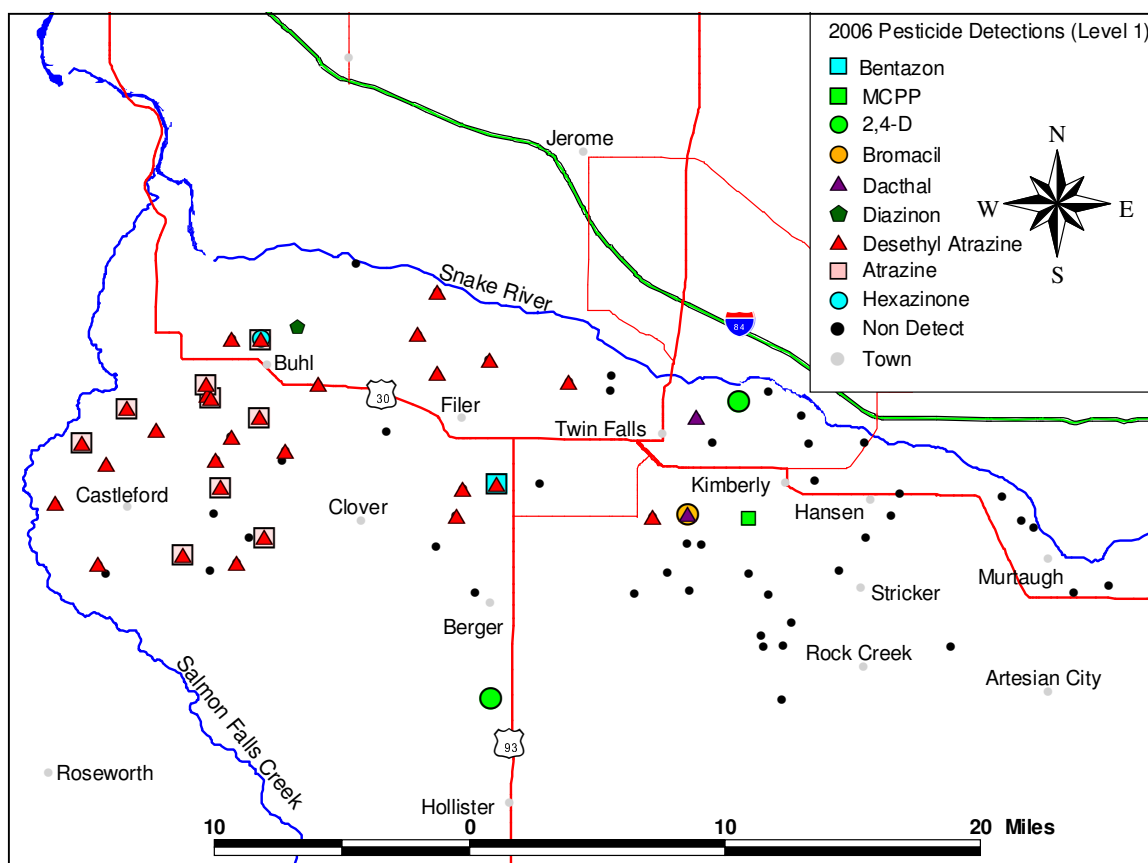 2006 Pesticide Detections (Level 1)
Bentazon
MCPP
2,4-D
Bromacil
Dacthal
Diazinon
Desethyl Atrazine
Atrazine
Hexazinone
Non Detect
Town
N
W
E
S
Jerome
Snake River
84
Buhl
30
Filer
Twin Falls
Castleford
Clover
Kimberly
Hansen
Murtaugh
Stricker
Berger
Rock Creek
Artesian City
Salmon Falls Creek
93
Roseworth
Hollister
10 0 10 20 Miles